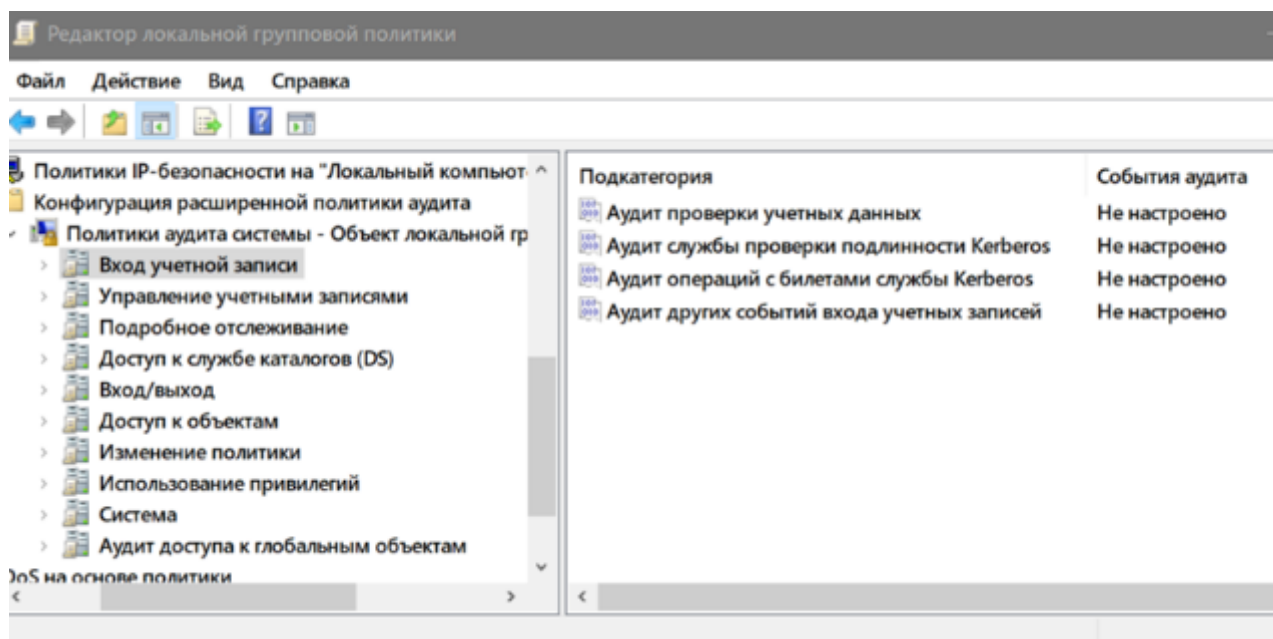 Редактор локальной групповой политики
Файл Действие Вид Справка
Политики IP-безопасности на "Локальный компьют
Конфигурация расширенной политики аудита
Политики аудита системы - Объект локальной гр
Вход учетной записи
Управление учетными записями
Подробное отслеживание
Доступ к службе каталогов (DS)
Вход/выход
Доступ к объектам
Изменение политики
Использование привилегий
Система
Аудит доступа к глобальным объектам
QoS на основе политики
Подкатегория События аудита
Аудит проверки учетных данных Не настроено
Аудит службы проверки подлинности Kerberos Не настроено
Аудит операций с билетами службы Kerberos Не настроено
Аудит других событий входа учетных записей Не настроено